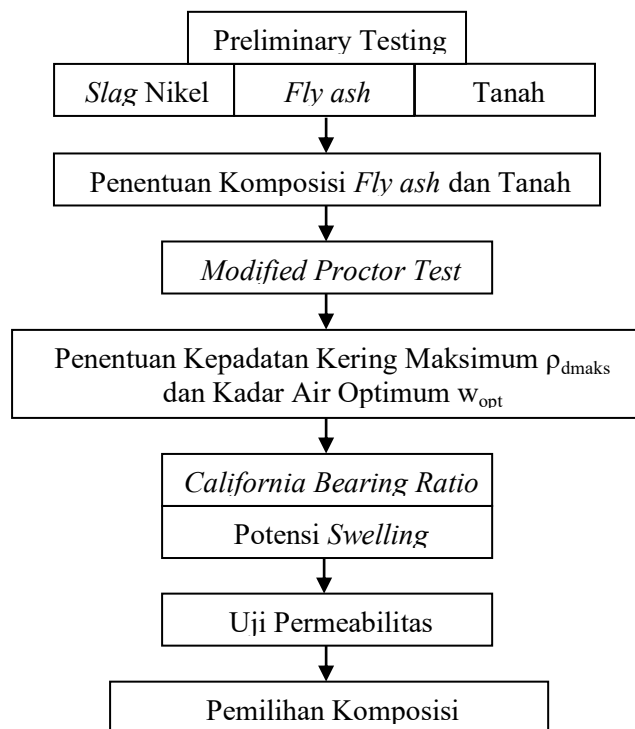 Preliminary Testing
Slag Nikel Fly ash Tanah
Penentuan Komposisi Fly ash dan Tanah
Modified Proctor Test
Penentuan Kepadatan Kering Maksimum ρdmaks
dan Kadar Air Optimum wopt
California Bearing Ratio
Potensi Swelling
Uji Permeabilitas
Pemilihan Komposisi